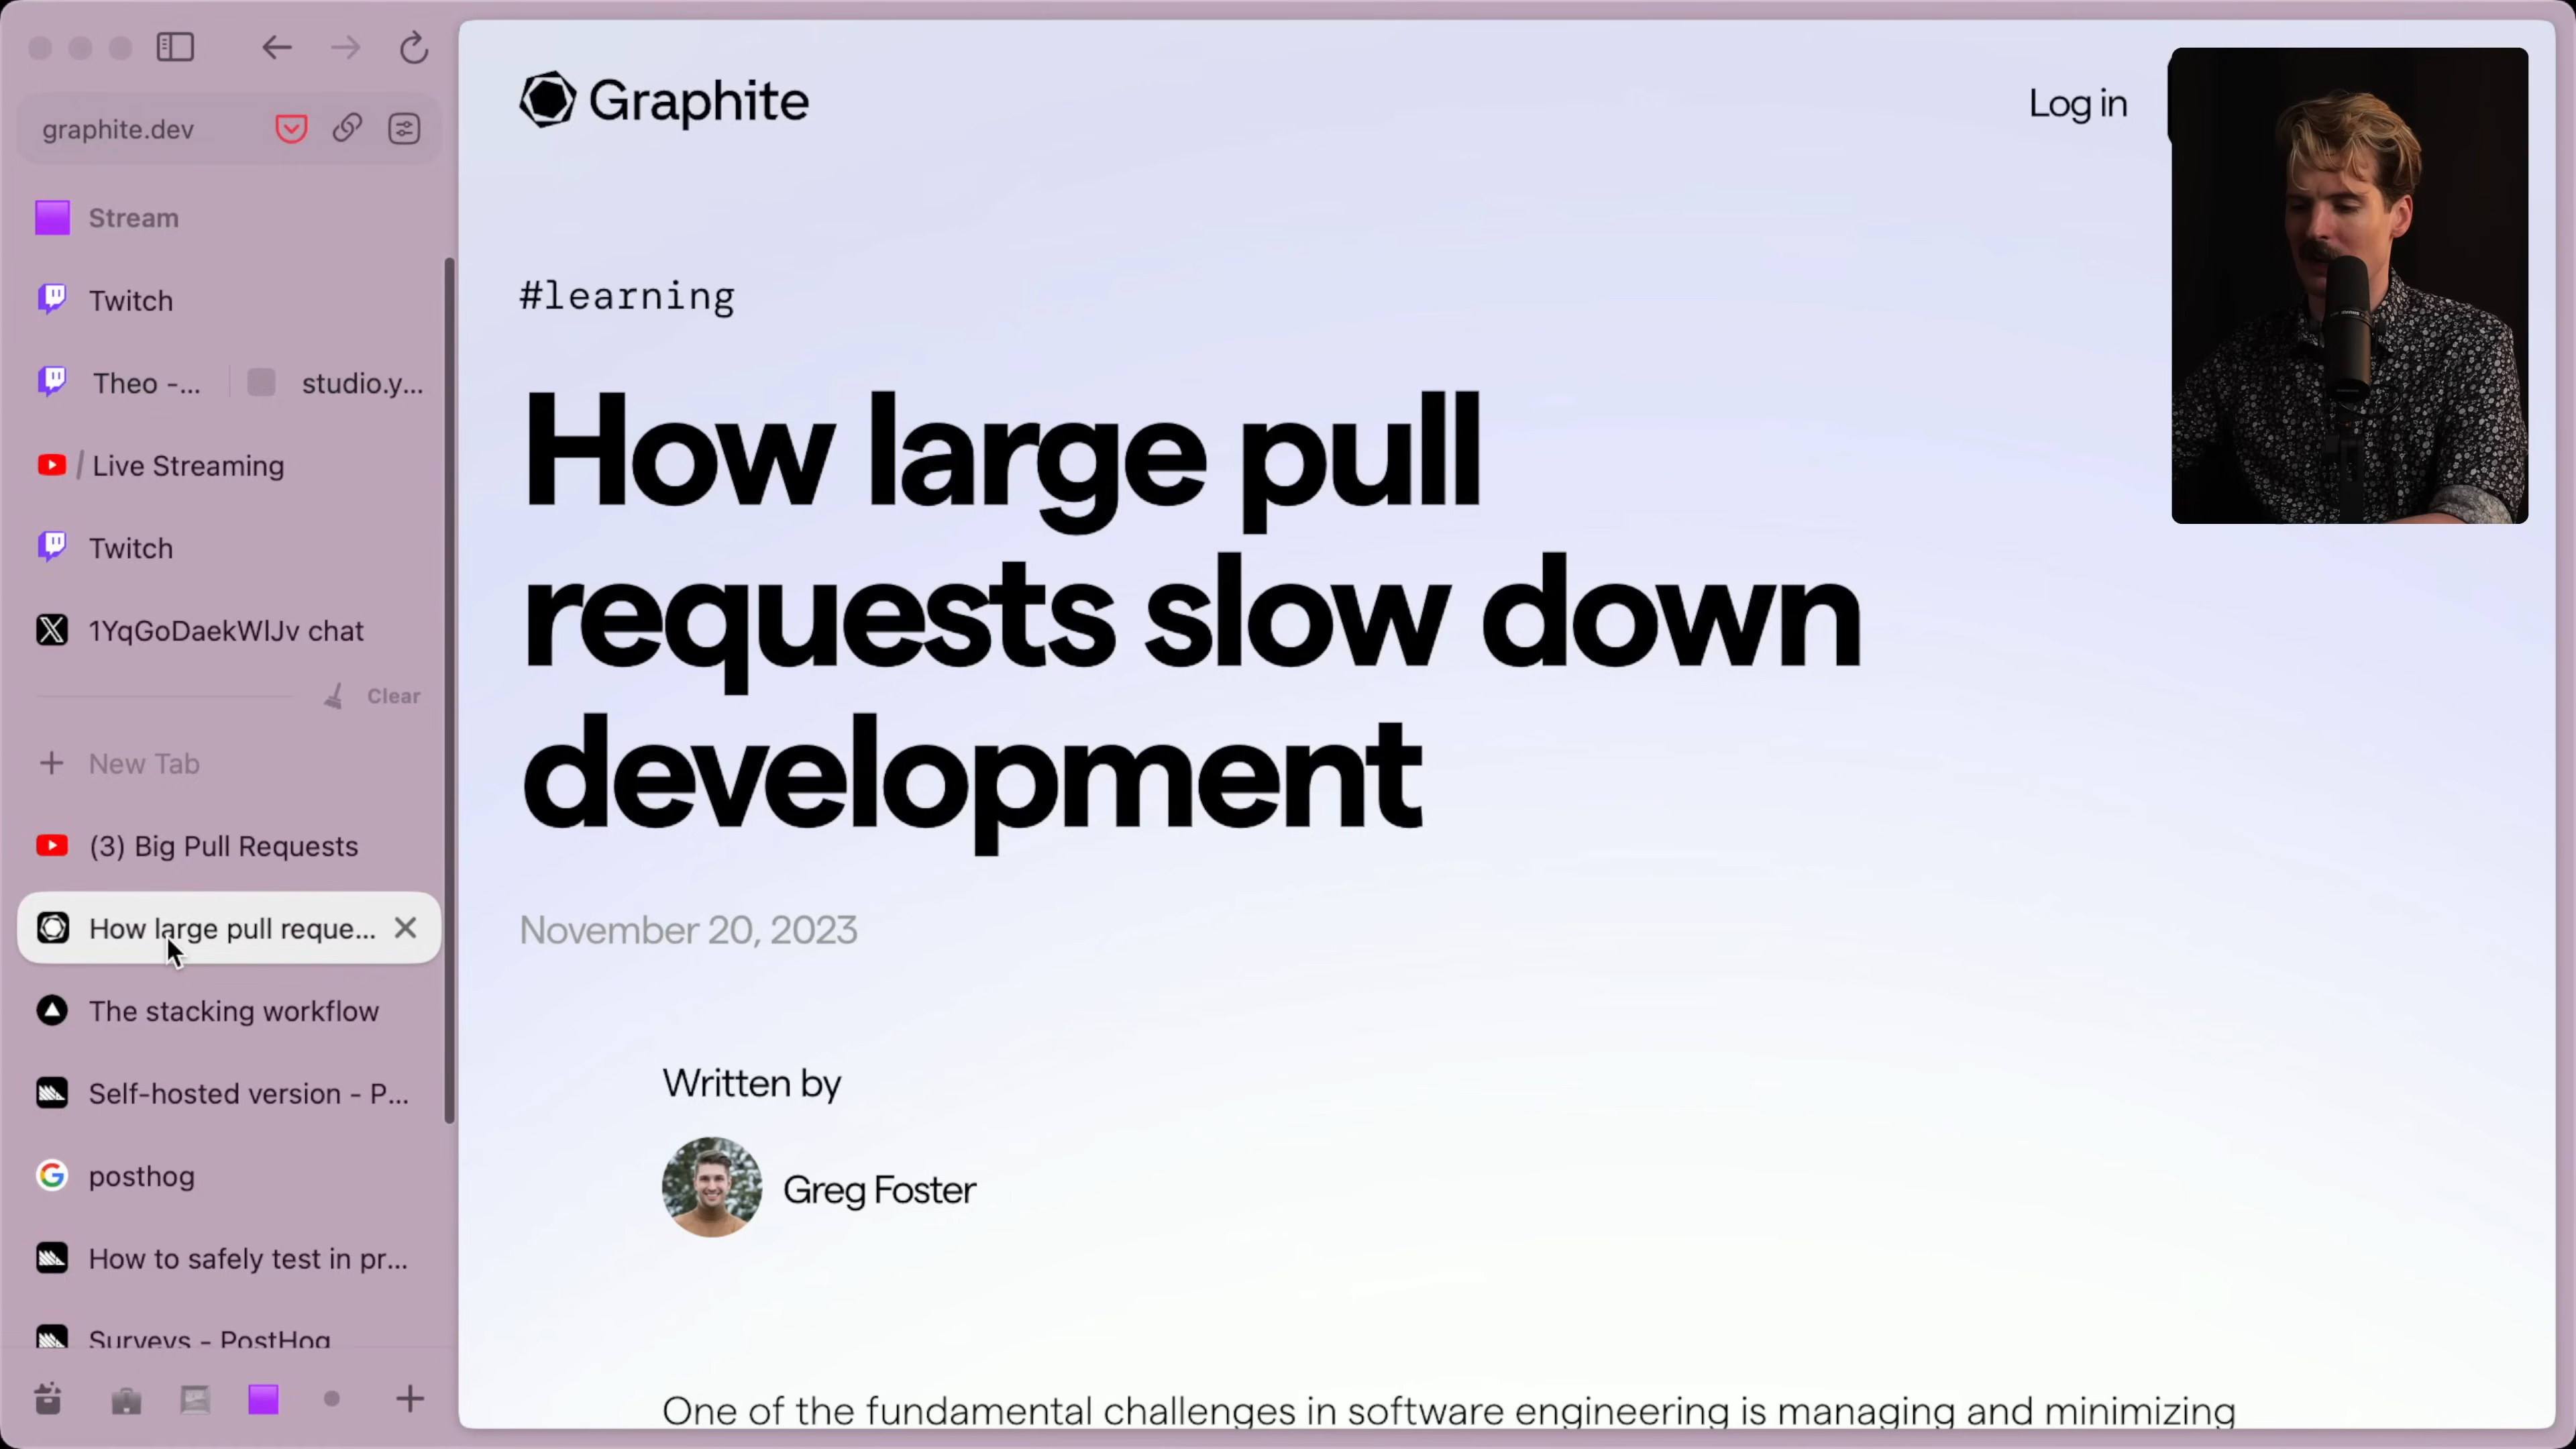 graphite.dev
Stream
Twitch
Theo -...
studio.y...
/ Live Streaming
Twitch
1YqGoDaekWlJv chat
Clear
+ New Tab
(3) Big Pull Requests
How large pull reque...
The stacking workflow
Self-hosted version - P...
posthog
How to safely test in pr...
Surveys - PostHog
Graphite
Log in
#learning
How large pull
requests slow down
development
November 20, 2023
Written by
Greg Foster
One of the fundamental challenges in software engineering is managing and minimizing